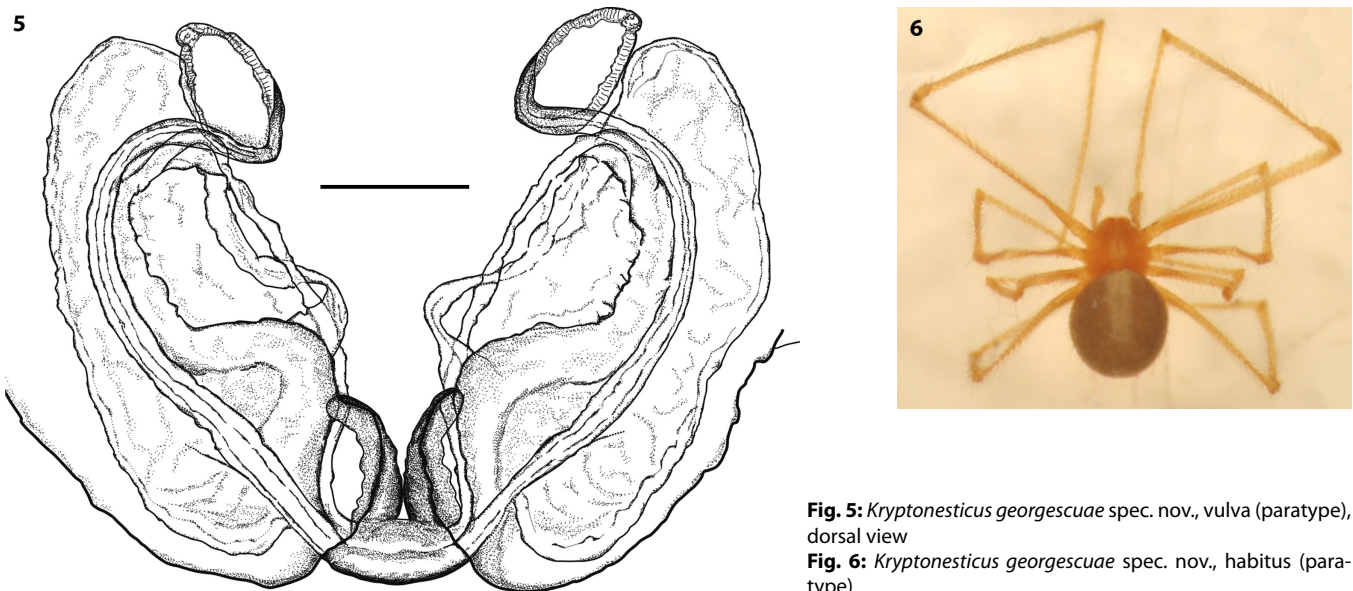 5
6
Fig. 5: Kryptonesticus georgescuae spec. nov., vulva (paratype),
dorsal view
Fig. 6: Kryptonesticus georgescuae spec. nov., habitus (para-
type)